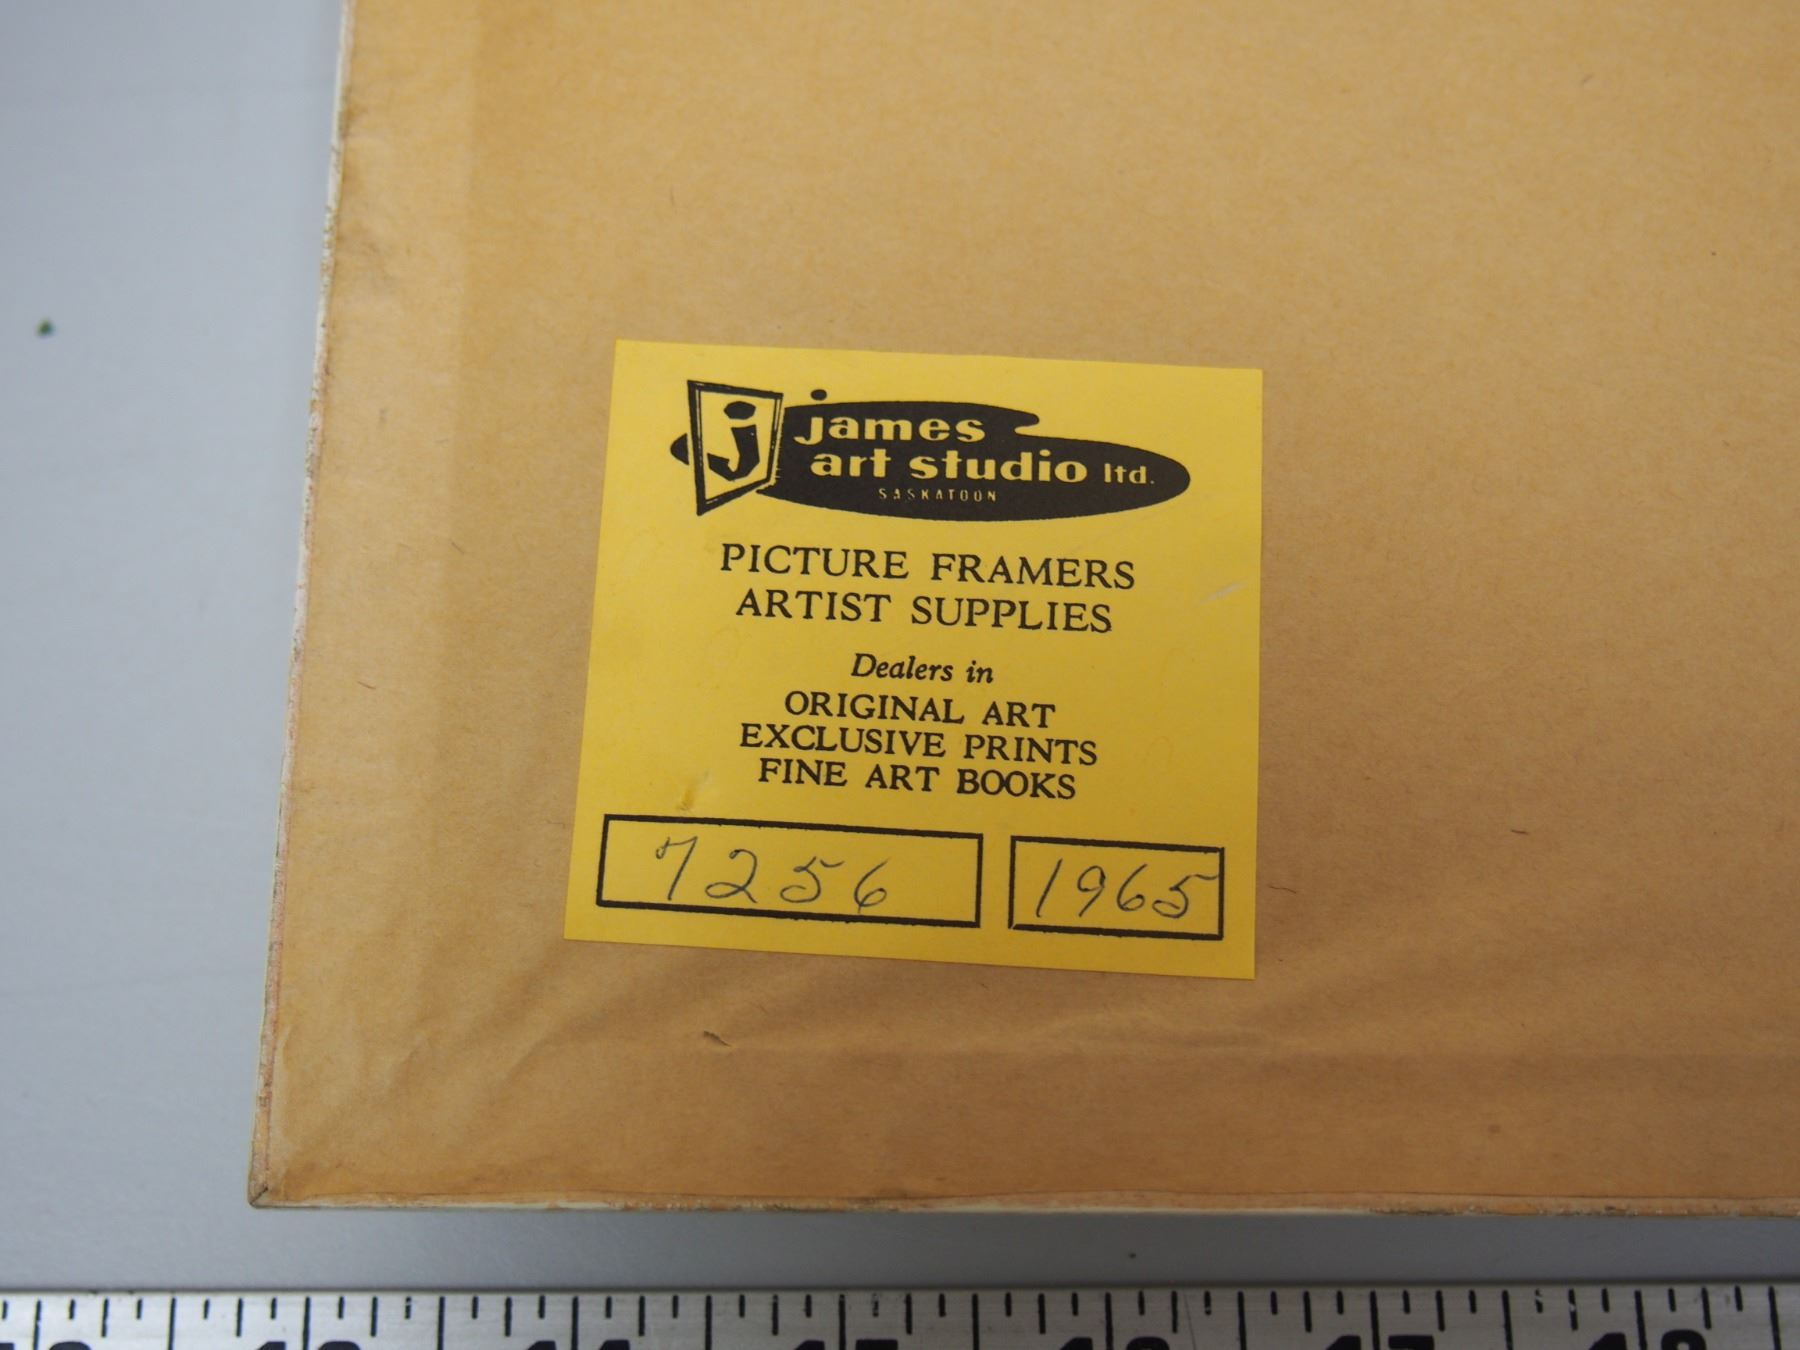 j
james
art studio ltd.
SASKATOON
PICTURE FRAMERS
ARTIST SUPPLIES
Dealers in
ORIGINAL ART
EXCLUSIVE PRINTS
FINE ART BOOKS
7256 1965